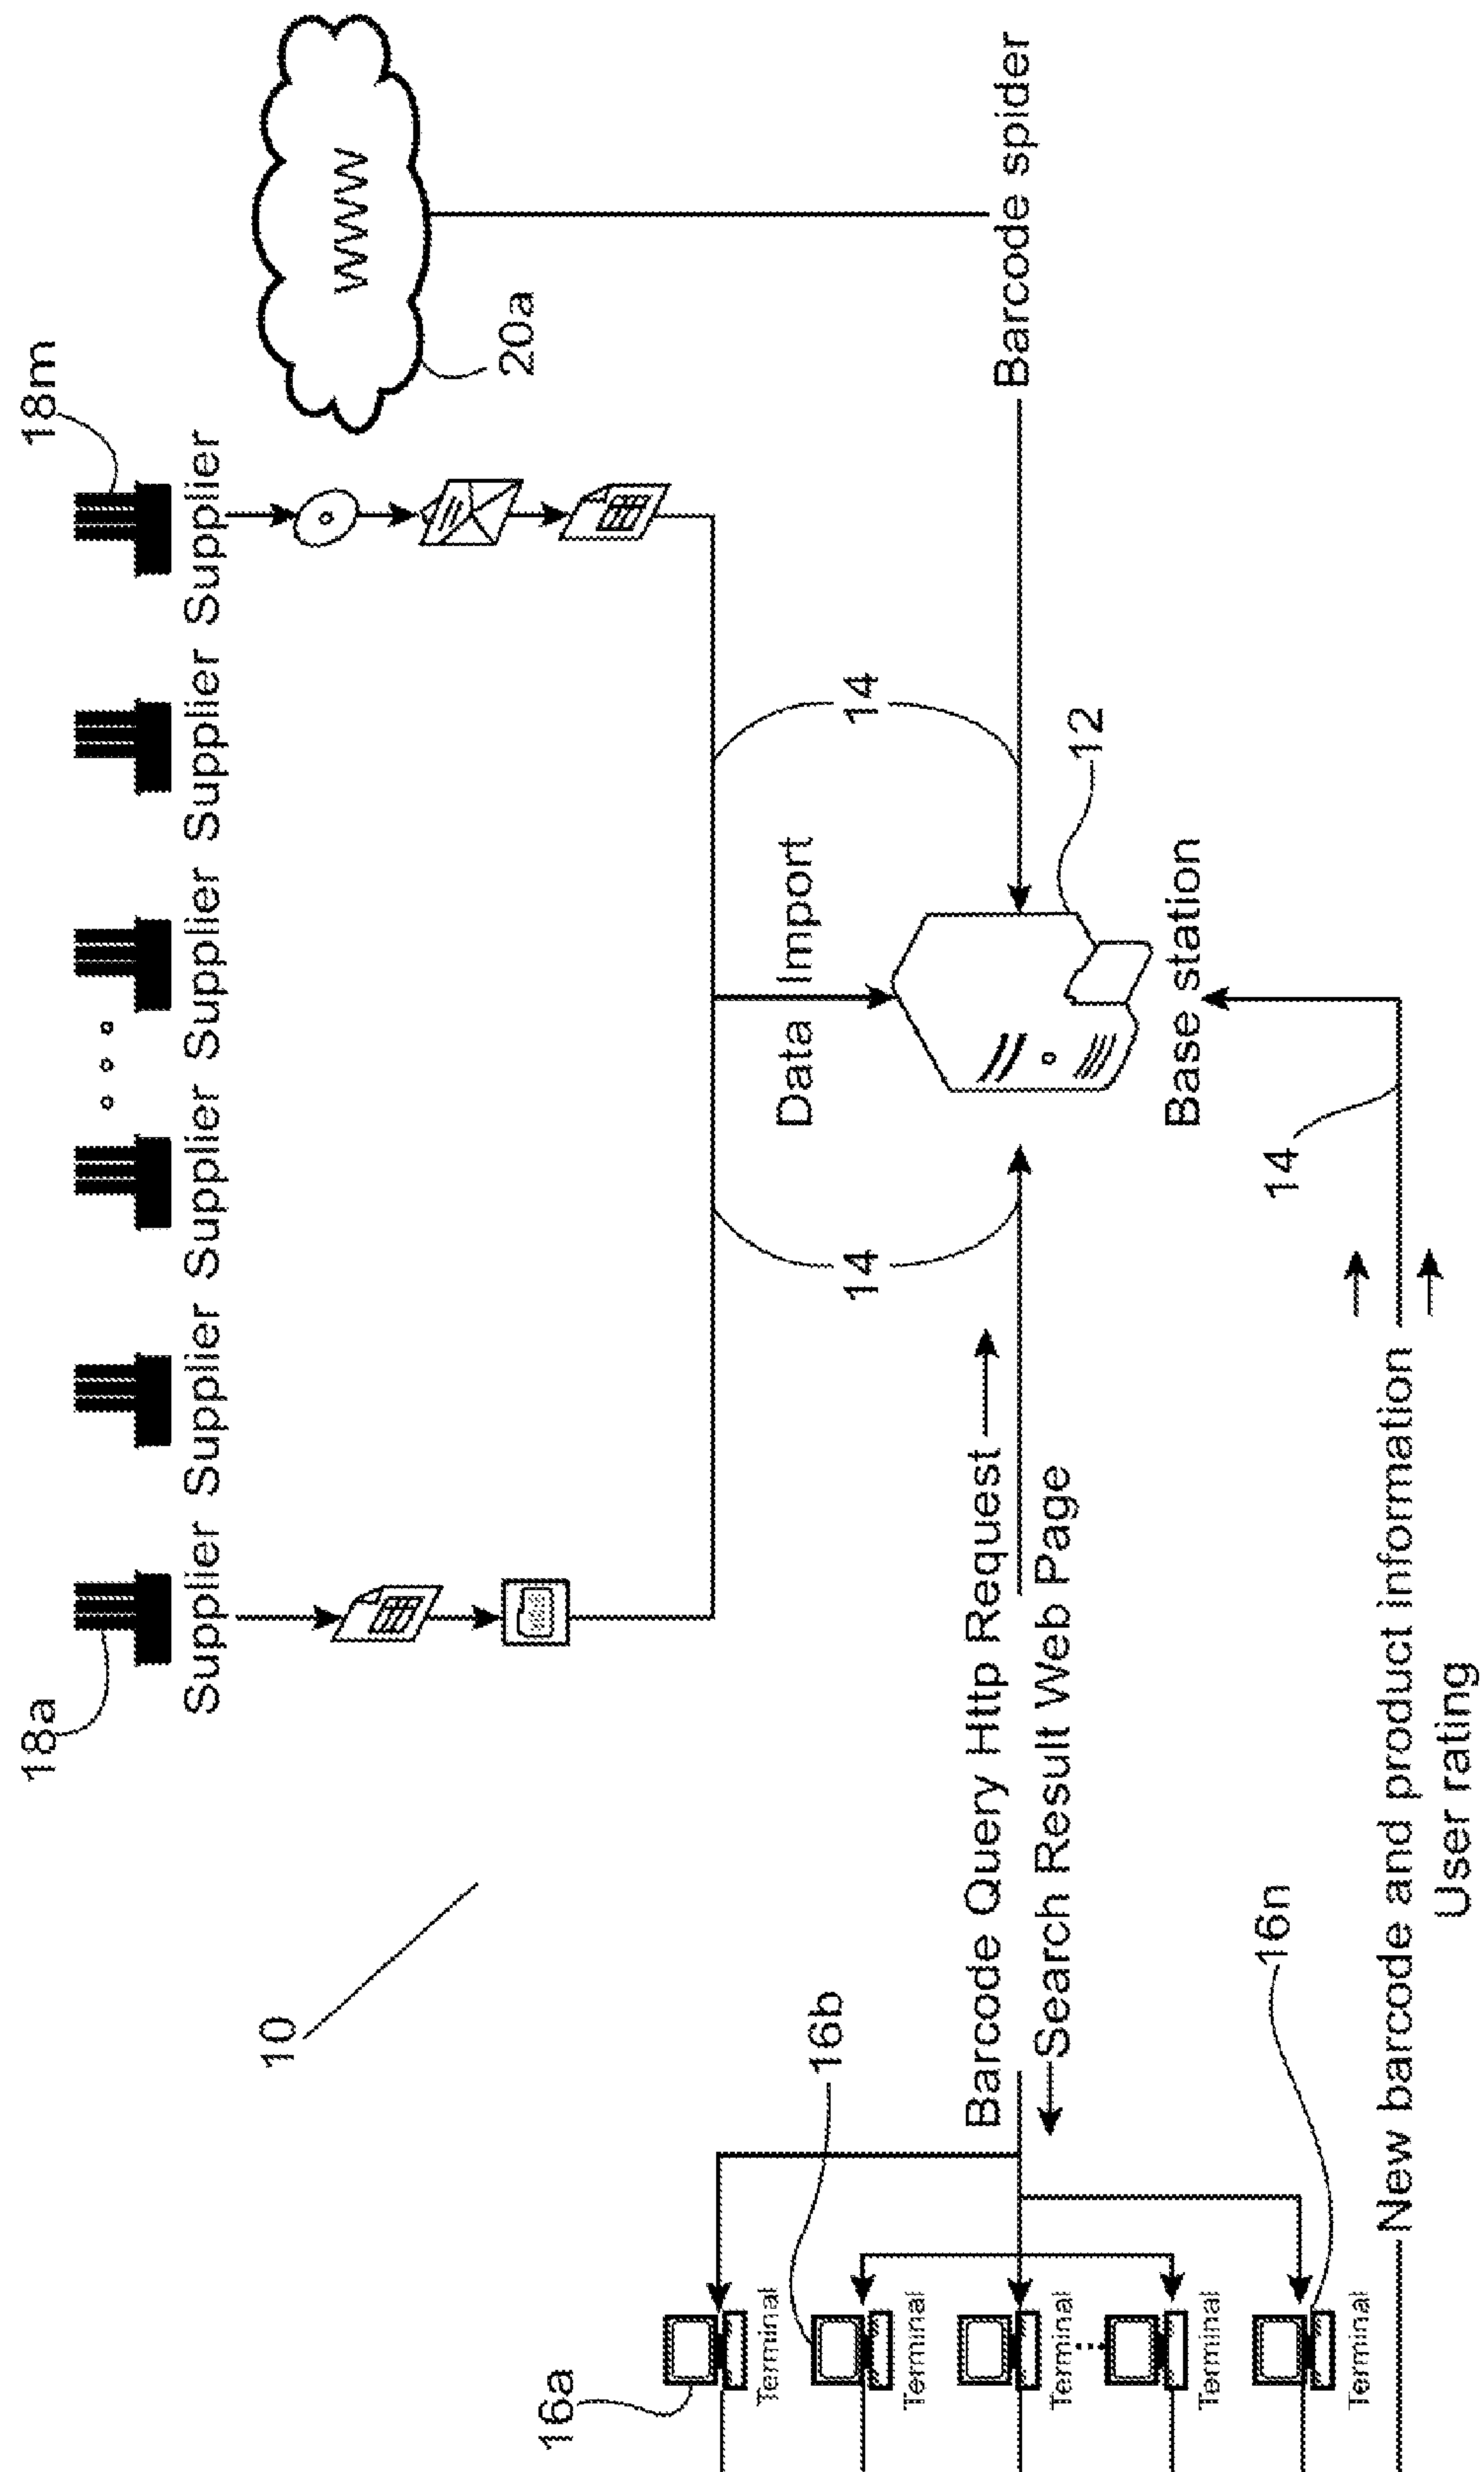 18a
18m
Supplier Supplier Supplier Supplier Supplier Supplier
WWW
20a
10
14
14
Data Import
12
16a
16b
Barcode Query Http Request
Search Result Web Page
Barcode spider
Base station
Terminal
Terminal
Terminal
Terminal
Terminal
16n
14
New barcode and product information
User rating